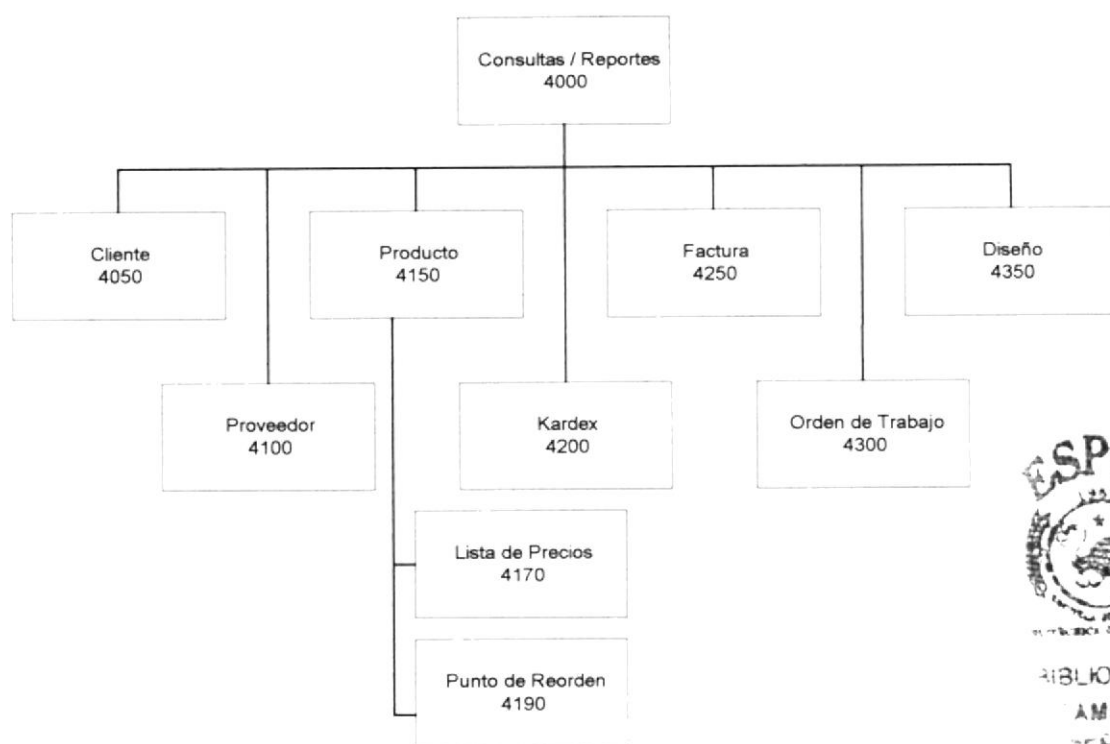 Consultas / Reportes
4000
Cliente
4050
Producto
4150
Factura
4250
Diseño
4350
Proveedor
4100
Kardex
4200
Orden de Trabajo
4300
Lista de Precios
4170
Punto de Reorden
4190
ESP